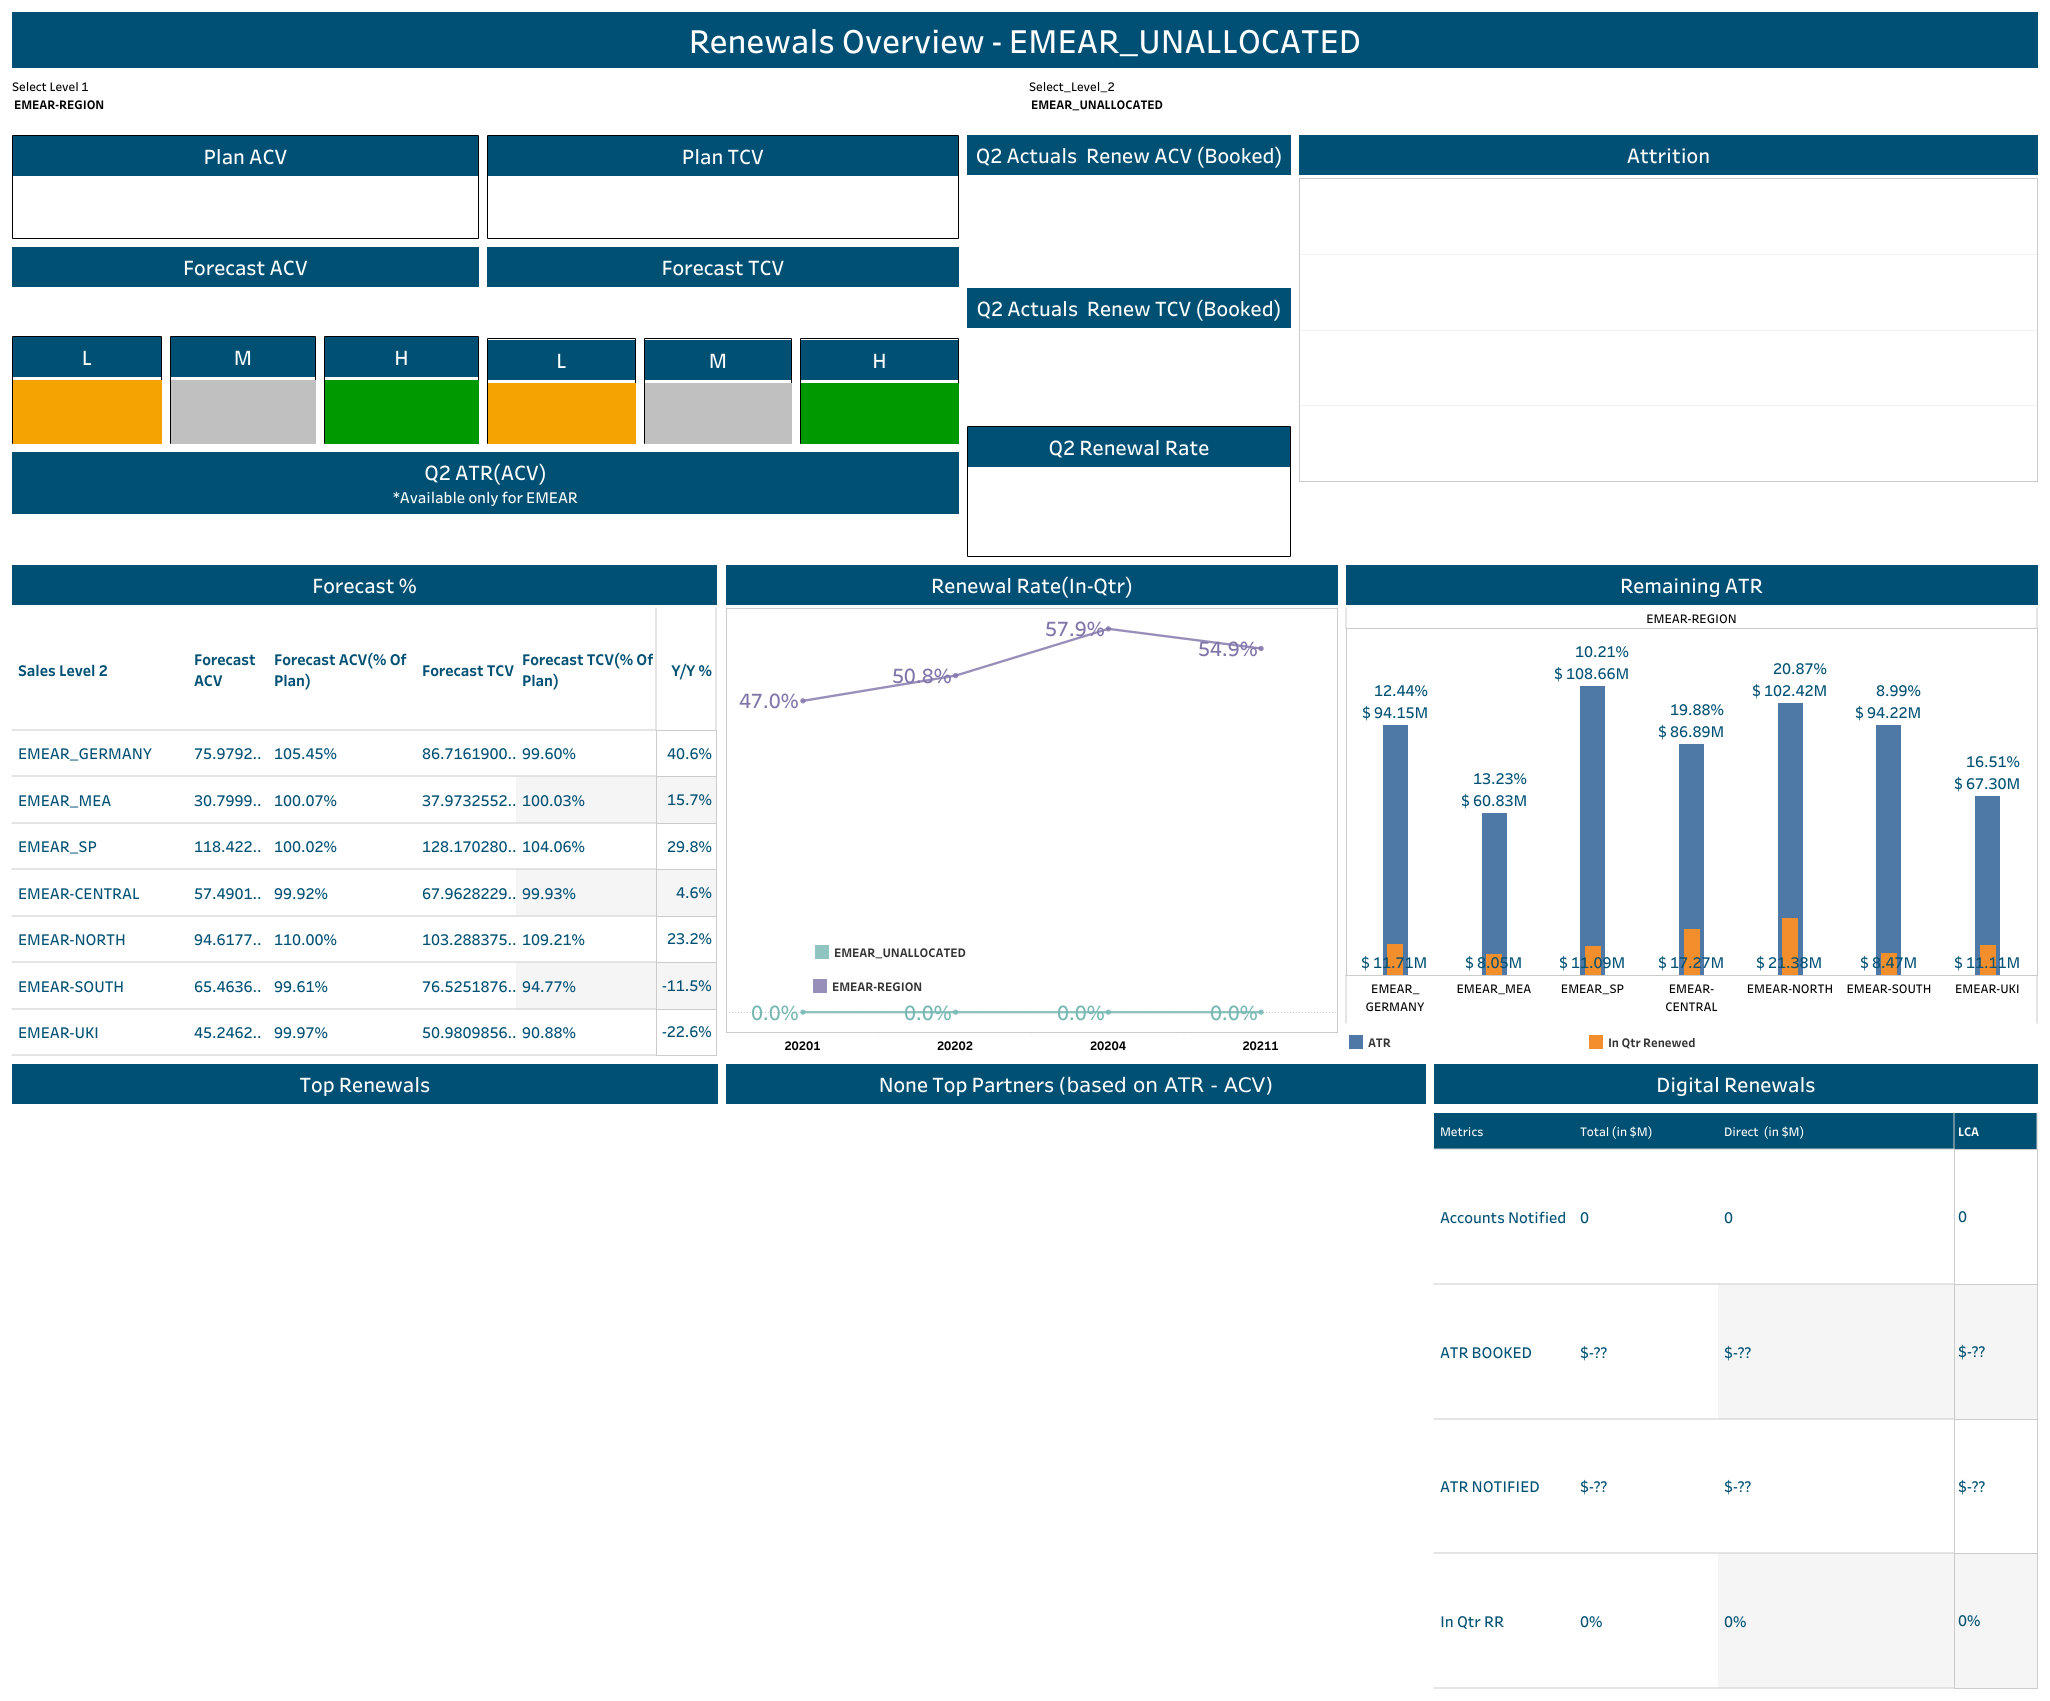 Renewals Overview - EMEAR_UNALLOCATED
Select Level 1
EMEAR-REGION
Select_Level_2
EMEAR_UNALLOCATED
Plan ACV
Plan TCV
Q2 Actuals  Renew ACV (Booked)
Attrition
Forecast ACV
Forecast TCV
Q2 Actuals  Renew TCV (Booked)
L
M
H
L
M
H
Q2 Renewal Rate
Q2 ATR(ACV)
*Available only for EMEAR
Forecast %
Sales Level 2
Forecast
ACV
Forecast ACV(% Of
Plan)
Forecast TCV
Forecast TCV(% Of
Plan)
Y/Y %
EMEAR_GERMANY 75.9792.. 105.45% 86.7161900.. 99.60% 40.6%
EMEAR_MEA 30.7999.. 100.07% 37.9732552.. 100.03% 15.7%
EMEAR_SP 118.422.. 100.02% 128.170280.. 104.06% 29.8%
EMEAR-CENTRAL 57.4901.. 99.92% 67.9628229.. 99.93% 4.6%
EMEAR-NORTH 94.6177.. 110.00% 103.288375.. 109.21% 23.2%
EMEAR-SOUTH 65.4636.. 99.61% 76.5251876.. 94.77% -11.5%
EMEAR-UKI 45.2462.. 99.97% 50.9809856.. 90.88% -22.6%
Renewal Rate(In-Qtr)
47.0%
50.8%
57.9%
54.9%
EMEAR_UNALLOCATED
EMEAR-REGION
0.0% 0.0% 0.0% 0.0%
20201 20202 20204 20211
Remaining ATR
EMEAR-REGION
12.44%
$ 94.15M
13.23%
$ 60.83M
10.21%
$ 108.66M
19.88%
$ 86.89M
20.87%
$ 102.42M
8.99%
$ 94.22M
16.51%
$ 67.30M
$ 11.71M $ 8.05M $ 11.09M $ 17.27M $ 21.38M $ 8.47M $ 11.11M
EMEAR_
GERMANY
EMEAR_MEA
EMEAR_SP
EMEAR-
CENTRAL
EMEAR-NORTH
EMEAR-SOUTH
EMEAR-UKI
ATR
In Qtr Renewed
Top Renewals
None Top Partners (based on ATR - ACV)
Digital Renewals
Metrics Total (in $M) Direct  (in $M) LCA
Accounts Notified 0 0 0
ATR BOOKED $-?? $-?? $-??
ATR NOTIFIED $-?? $-?? $-??
In Qtr RR 0% 0% 0%